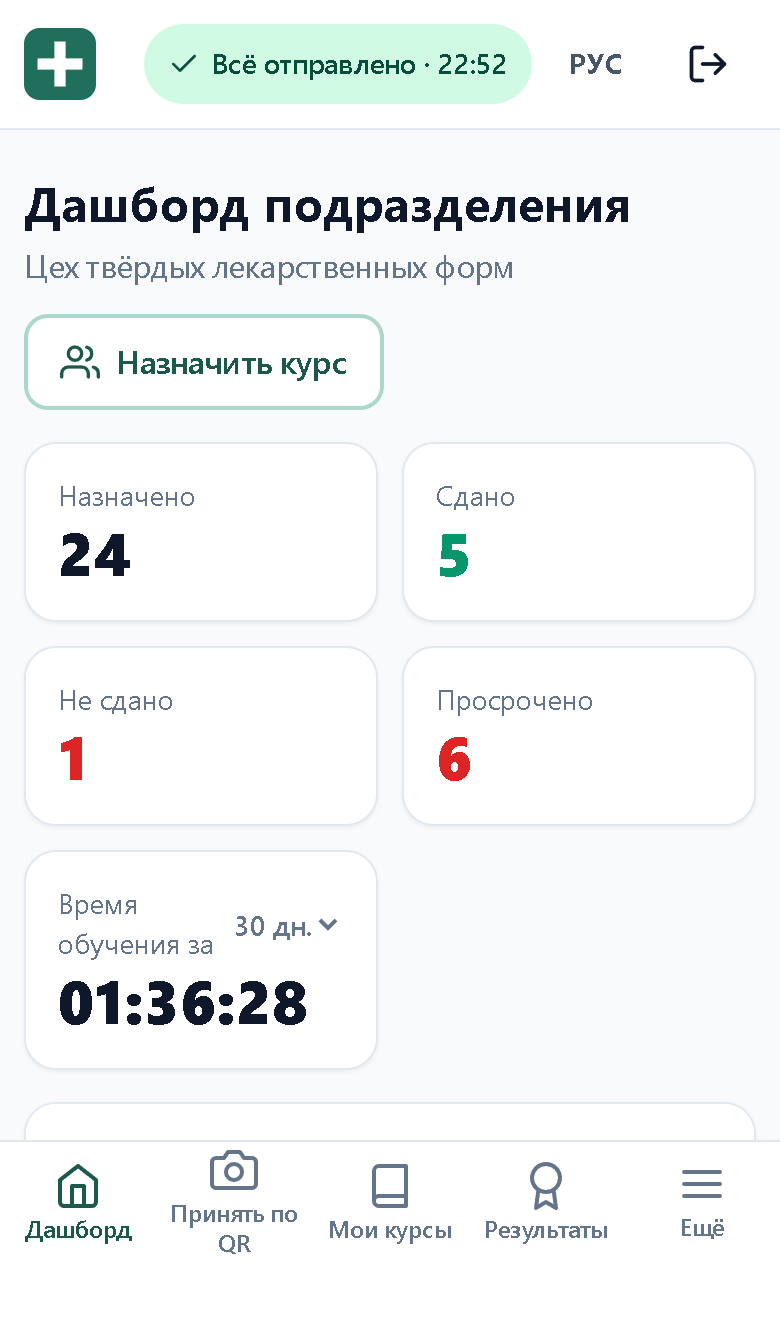 Всё отправлено · 22:52
РУС
Дашборд подразделения
Цех твёрдых лекарственных форм
Назначить курс
Назначено
24
Сдано
5
Не сдано
1
Просрочено
6
Время
обучения за
30 дн.
01:36:28
Дашборд
Принять по
QR
Мои курсы
Результаты
Ещё